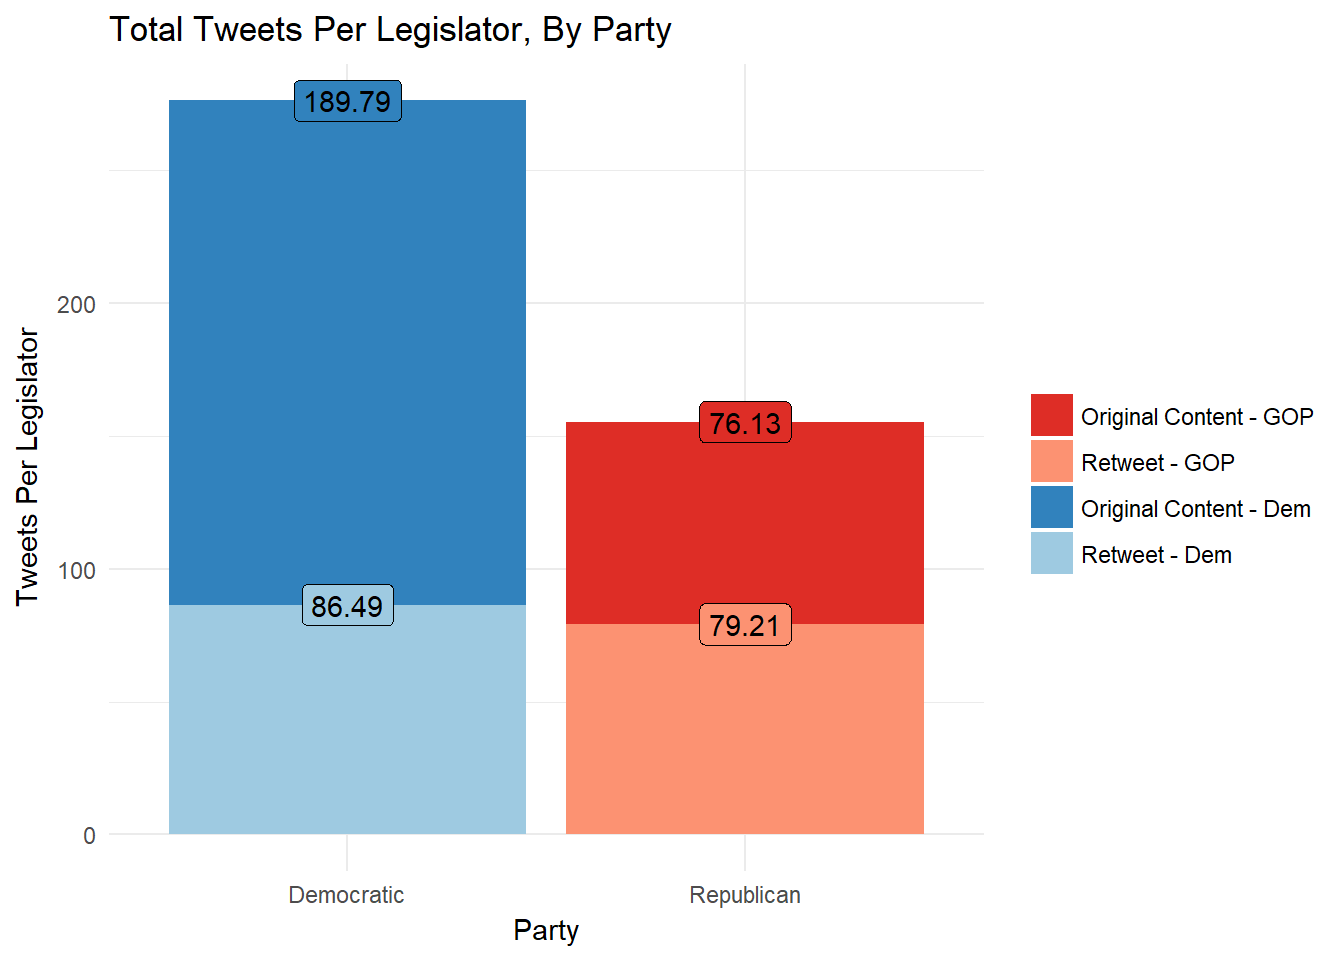 Total Tweets Per Legislator, By Party
Tweets Per Legislator
200
100
0
189.79
86.49
76.13
79.21
Democratic
Republican
Party
Original Content - GOP
Retweet - GOP
Original Content - Dem
Retweet - Dem